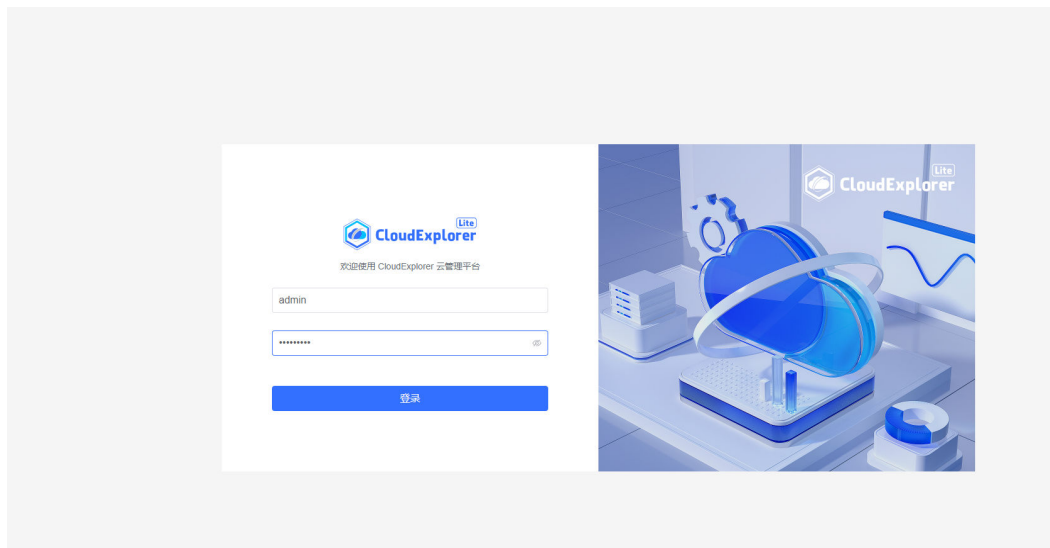 Lite
CloudExplorer
欢迎使用 CloudExplorer 云管理平台
admin
•••••••••
登录
Lite
CloudExplorer